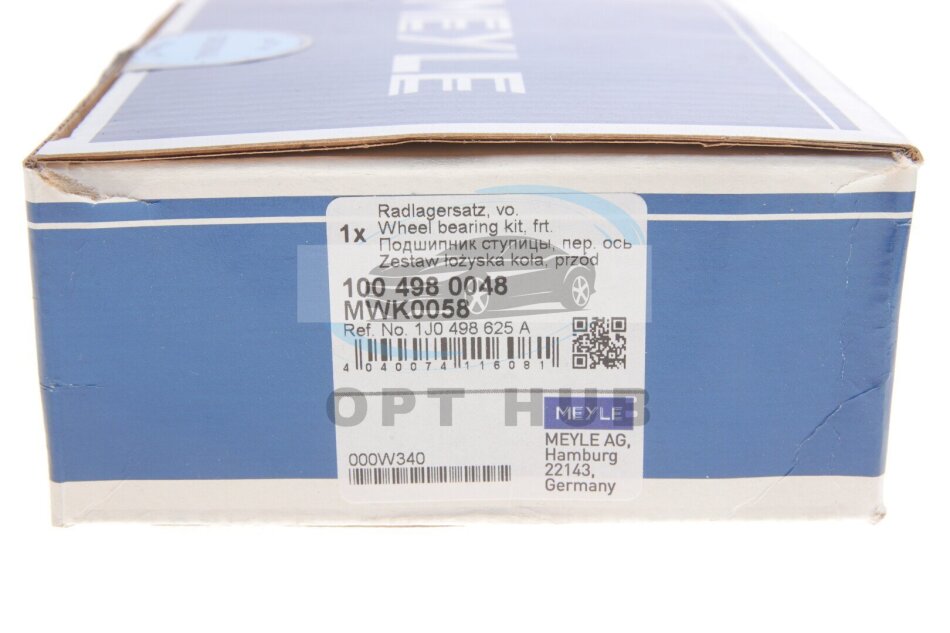 MEYLE
Radlagersatz, vo.
1x Wheel bearing kit, frt.
Подшипник ступицы, пер. ось
Zestaw łożyska koła, przód
100 498 0048
MWK0058
Ref. No. 1J0 498 625 A
4 040074 116081
OPT HUB
MEYLE
000W340
MEYLE AG,
Hamburg
22143,
Germany